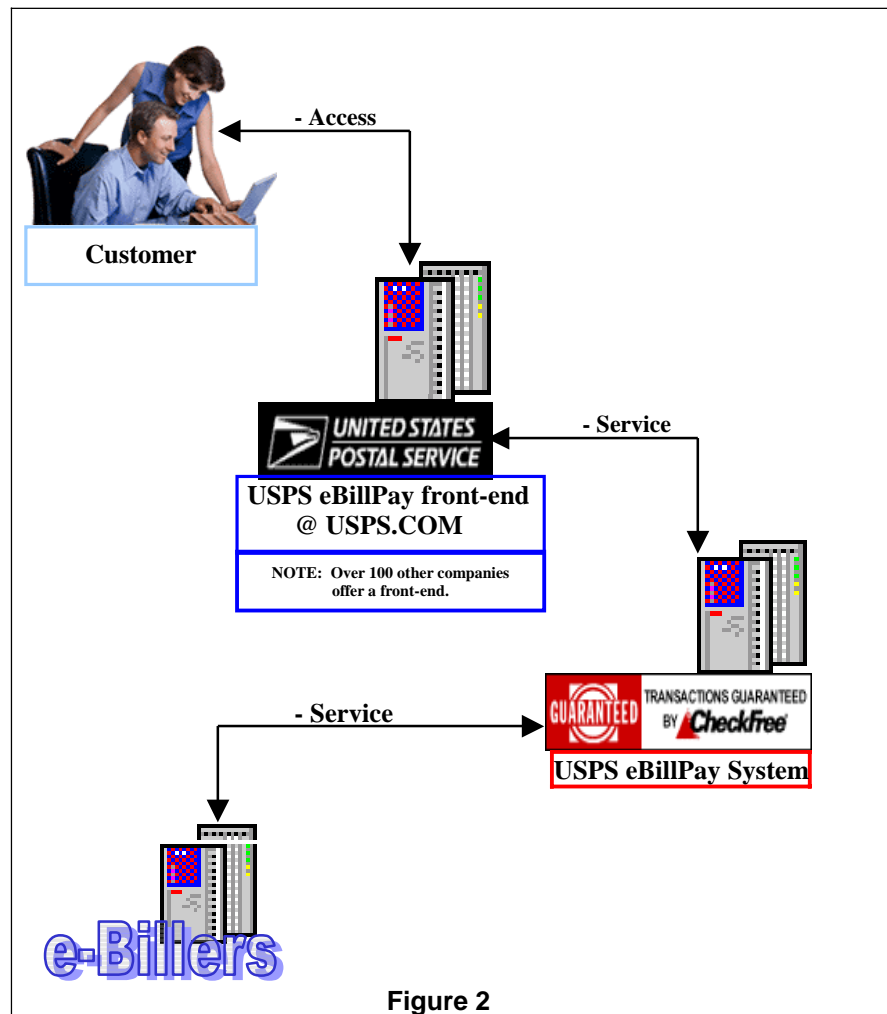 - Access
Customer
UNITED STATES
POSTAL SERVICE
- Service
USPS eBillPay front-end
@ USPS.COM
NOTE: Over 100 other companies
offer a front-end.
GUARANTEED
TRANSACTIONS GUARANTEED
BY CheckFree
USPS eBillPay System
- Service
e-Billers
Figure 2